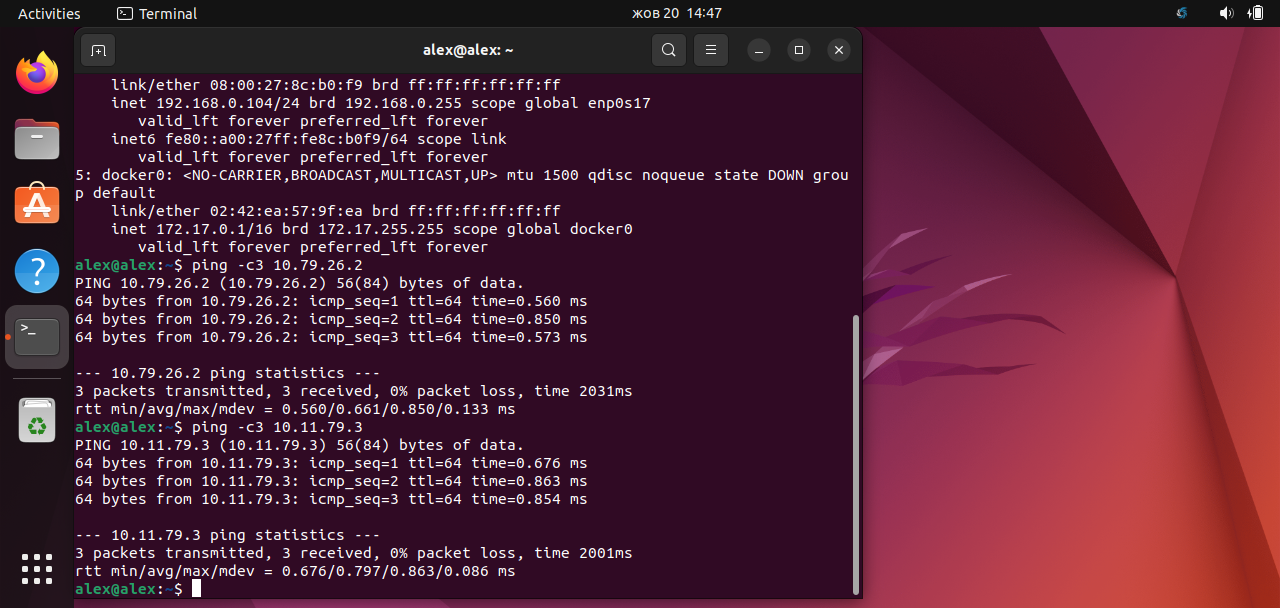 Activities
Terminal
жов 20 14:47
alex@alex: ~
link/ether 08:00:27:8c:b0:f9 brd ff:ff:ff:ff:ff:ff
inet 192.168.0.104/24 brd 192.168.0.255 scope global enp0s17
valid_lft forever preferred_lft forever
inet6 fe80::a00:27ff:fe8c:b0f9/64 scope link
valid_lft forever preferred_lft forever
5: docker0: <NO-CARRIER,BROADCAST,MULTICAST,UP> mtu 1500 qdisc noqueue state DOWN grou
p default
link/ether 02:42:ea:57:9f:ea brd ff:ff:ff:ff:ff:ff
inet 172.17.0.1/16 brd 172.17.255.255 scope global docker0
valid_lft forever preferred_lft forever
alex@alex:~$ ping -c3 10.79.26.2
PING 10.79.26.2 (10.79.26.2) 56(84) bytes of data.
64 bytes from 10.79.26.2: icmp_seq=1 ttl=64 time=0.560 ms
64 bytes from 10.79.26.2: icmp_seq=2 ttl=64 time=0.850 ms
64 bytes from 10.79.26.2: icmp_seq=3 ttl=64 time=0.573 ms
--- 10.79.26.2 ping statistics ---
3 packets transmitted, 3 received, 0% packet loss, time 2031ms
rtt min/avg/max/mdev = 0.560/0.661/0.850/0.133 ms
alex@alex:~$ ping -c3 10.11.79.3
PING 10.11.79.3 (10.11.79.3) 56(84) bytes of data.
64 bytes from 10.11.79.3: icmp_seq=1 ttl=64 time=0.676 ms
64 bytes from 10.11.79.3: icmp_seq=2 ttl=64 time=0.863 ms
64 bytes from 10.11.79.3: icmp_seq=3 ttl=64 time=0.854 ms
--- 10.11.79.3 ping statistics ---
3 packets transmitted, 3 received, 0% packet loss, time 2001ms
rtt min/avg/max/mdev = 0.676/0.797/0.863/0.086 ms
alex@alex:~$